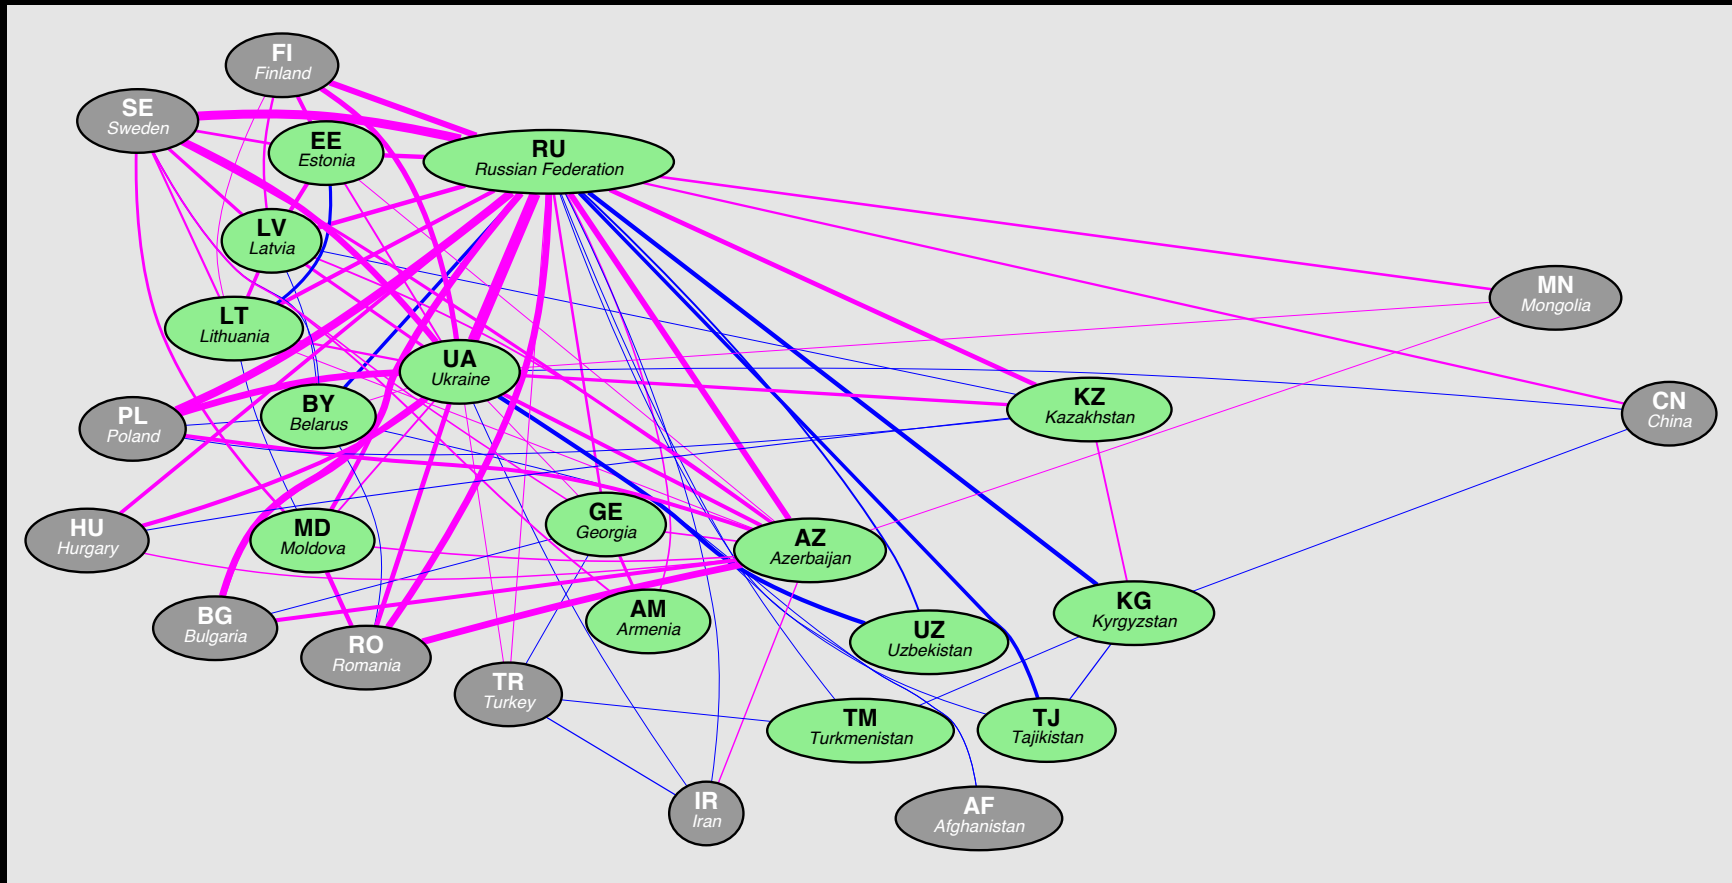 FI
Finland
SE
Sweden
EE
Estonia
RU
Russian Federation
LV
Latvia
MN
Mongolia
LT
Lithuania
UA
Ukraine
KZ
Kazakhstan
CN
China
BY
Belarus
PL
Poland
GE
Georgia
HU
Hurgary
MD
Moldova
AZ
Azerbaijan
KG
Kyrgyzstan
AM
Armenia
BG
Bulgaria
UZ
Uzbekistan
RO
Romania
TR
Turkey
TM
Turkmenistan
TJ
Tajikistan
IR
Iran
AF
Afghanistan